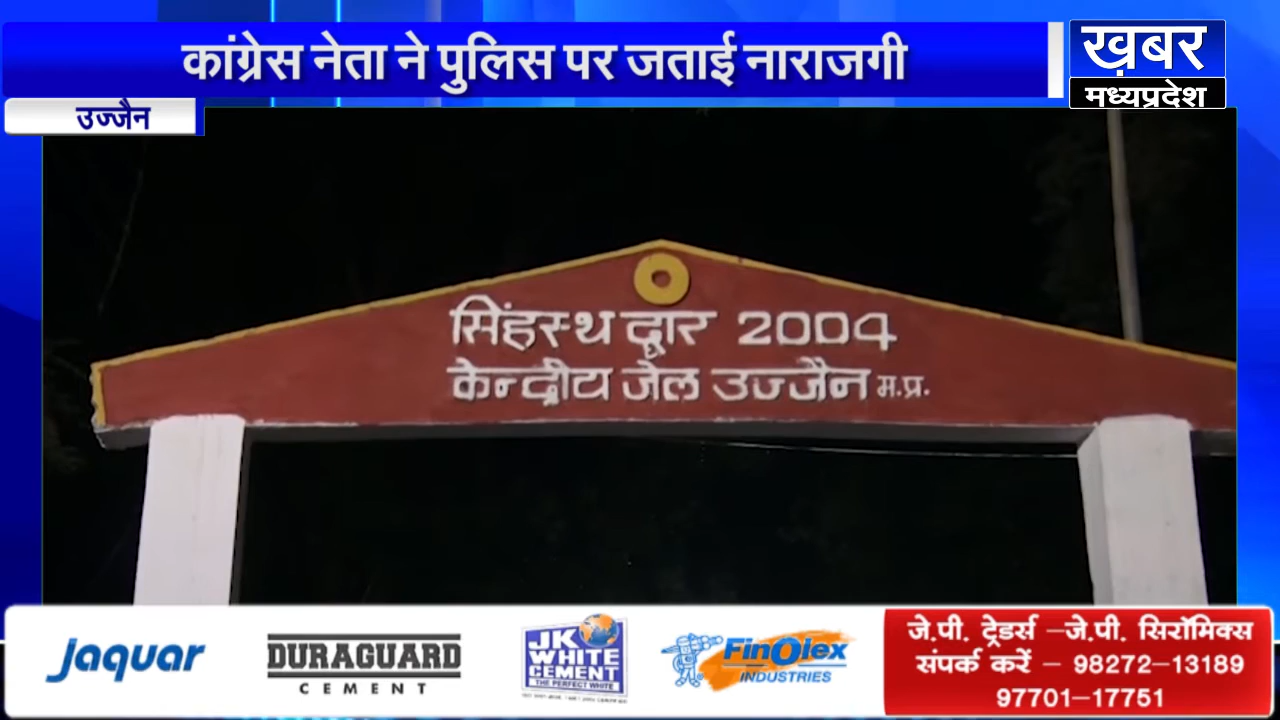 कांग्रेस नेता ने पुलिस पर जताई नाराजगी
ख़बर
मध्यप्रदेश
उज्जैन
सिंहस्थ द्वार 2004
केन्द्रीय जेल उज्जैन म.प्र.
Jaquar
DURAGUARD
CEMENT
JK
WHITE
CEMENT
THE PERFECT WHITE
FinOlex
INDUSTRIES
जे.पी. ट्रेडर्स –जे.पी. सिरॉमिक्स
संपर्क करें – 98272–13189
97701–17751